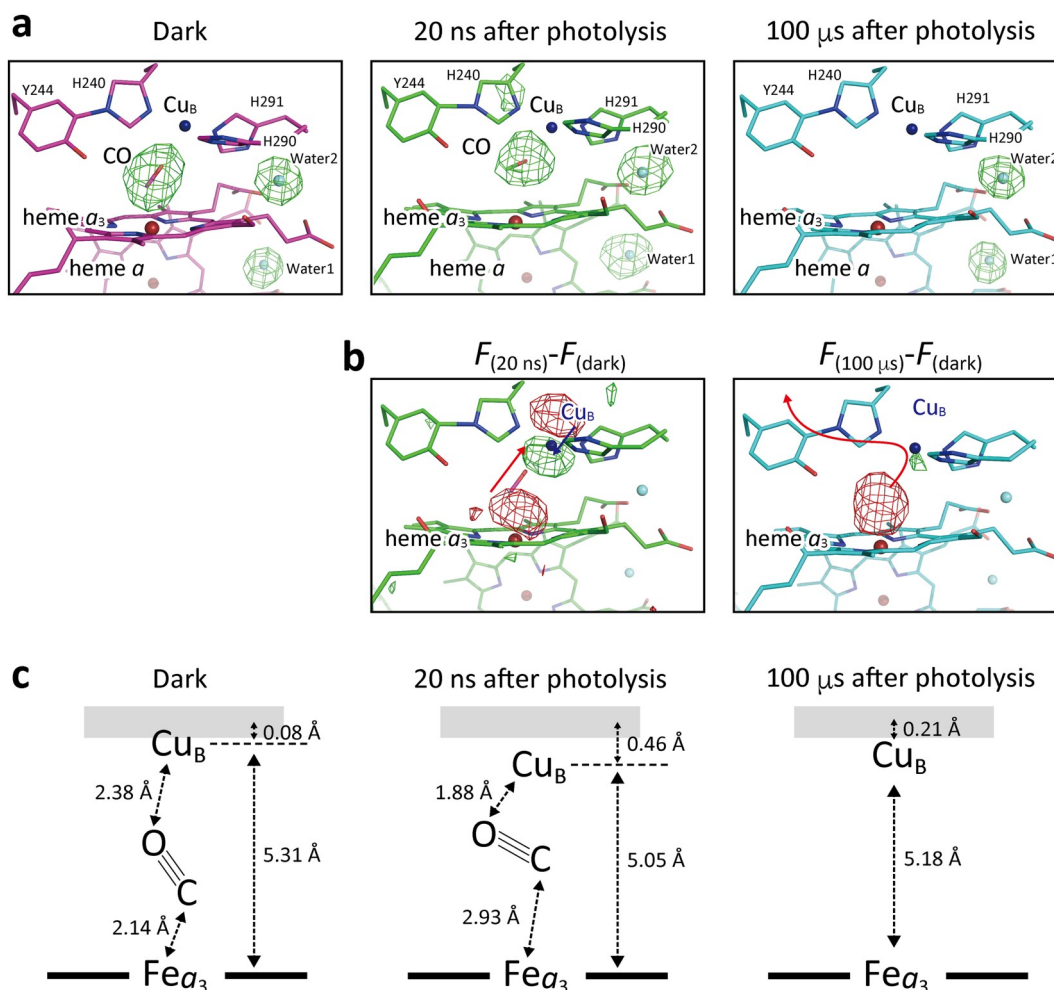 a
Dark
20 ns after photolysis
100 μs after photolysis
Y244
H240
CuB
H291
H290
CO
Water2
heme a3
heme a
Water1
Y244
H240
CuB
H291
H290
CO
Water2
heme a3
heme a
Water1
Y244
H240
CuB
H291
H290
Water2
heme a3
heme a
Water1
b
F(20 ns)-F(dark)
F(100 μs)-F(dark)
CuB
heme a3
CuB
heme a3
c
Dark
20 ns after photolysis
100 μs after photolysis
0.08 Å
CuB
2.38 Å
O
C
5.31 Å
2.14 Å
Fea3
0.46 Å
CuB
1.88 Å
O
C
5.05 Å
2.93 Å
Fea3
0.21 Å
CuB
5.18 Å
Fea3